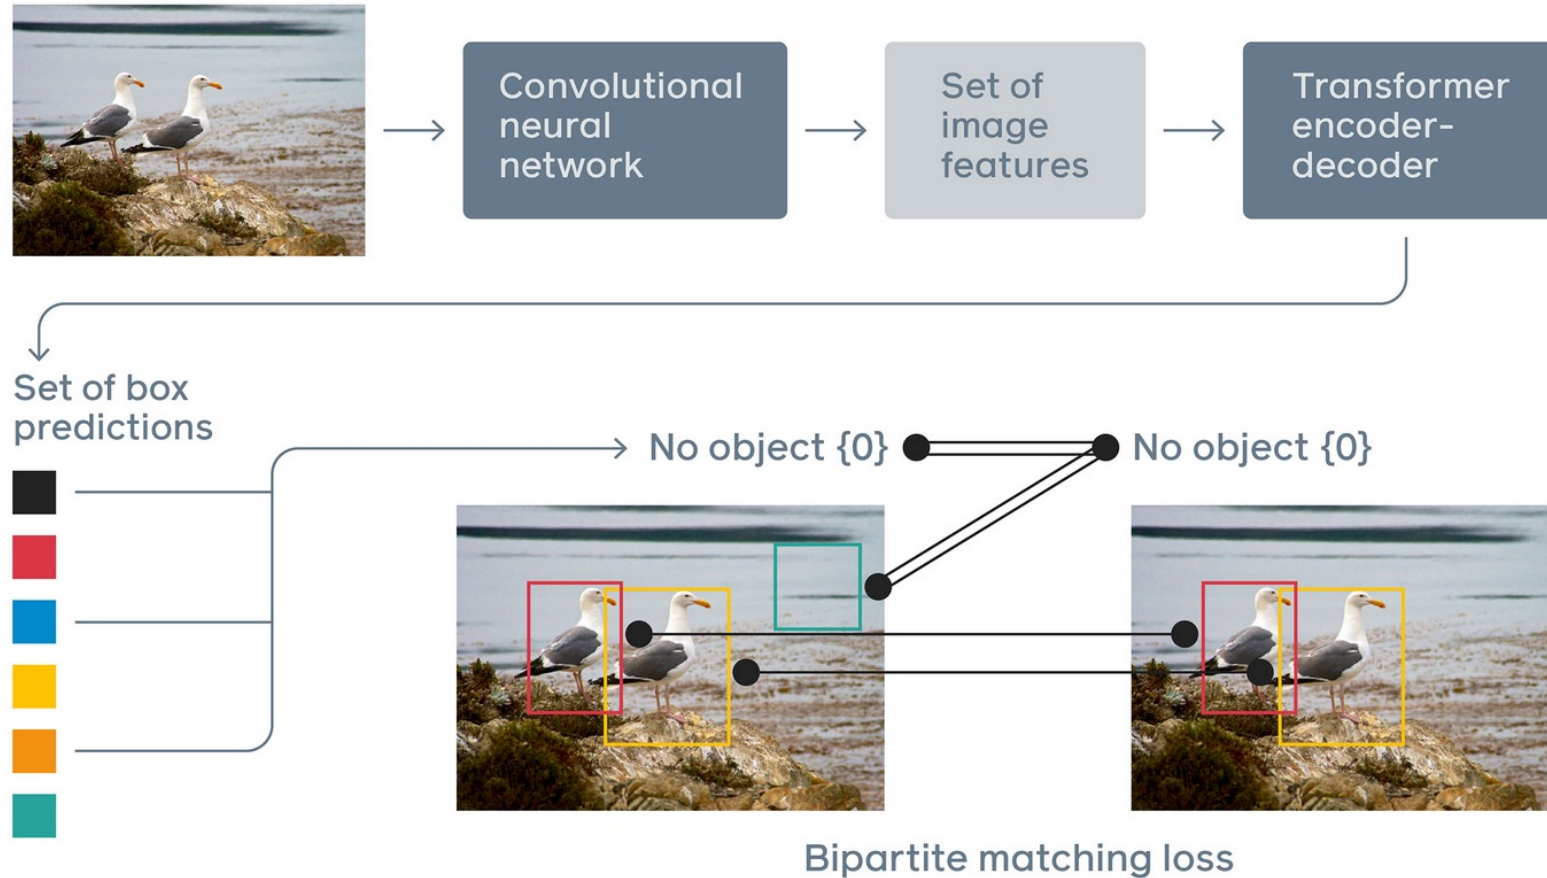 Convolutional
neural
network
Set of
image
features
Transformer
encoder-
decoder
Set of box
predictions
No object {0}
No object {0}
Bipartite matching loss